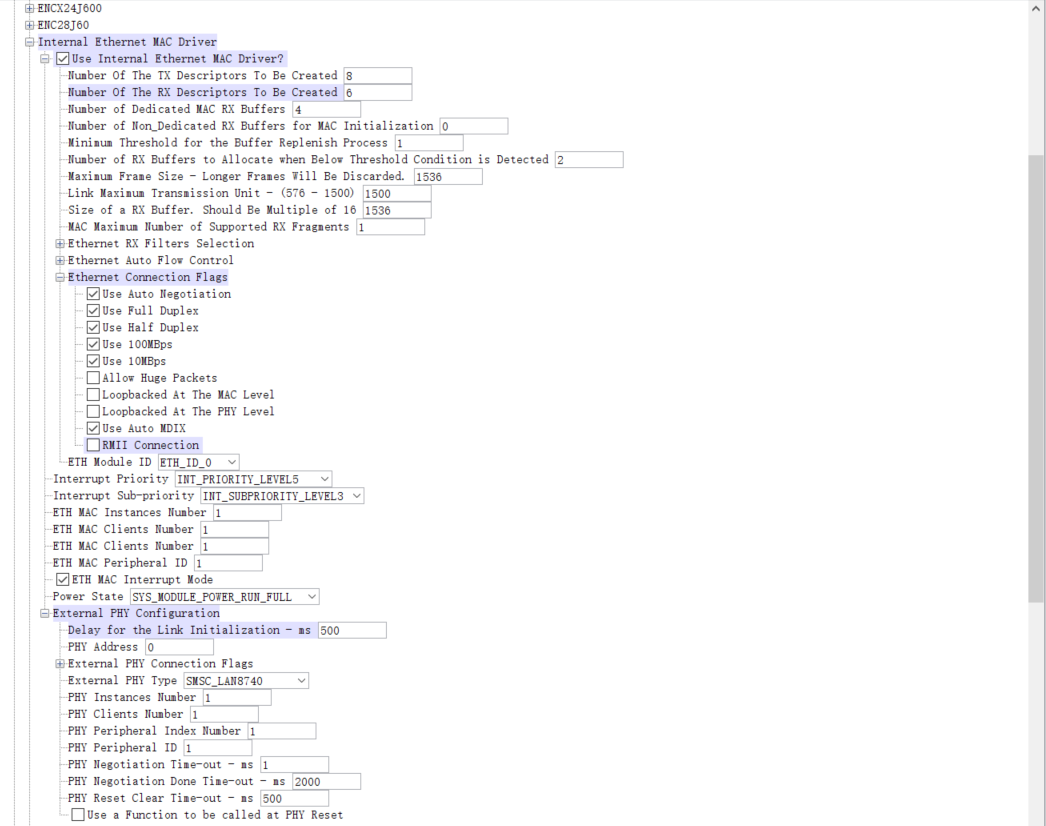 ENCX24J600
ENC28J60
Internal Ethernet MAC Driver
Use Internal Ethernet MAC Driver?
Number Of The TX Descriptors To Be Created 8
Number Of The RX Descriptors To Be Created 6
Number of Dedicated MAC RX Buffers 4
Number of Non_Dedicated RX Buffers for MAC Initialization 0
Minimum Threshold for the Buffer Replenish Process 1
Number of RX Buffers to Allocate when Below Threshold Condition is Detected 2
Maximum Frame Size - Longer Frames Will Be Discarded. 1536
Link Maximum Transmission Unit - (576 - 1500) 1500
Size of a RX Buffer. Should Be Multiple of 16 1536
MAC Maximum Number of Supported RX Fragments 1
Ethernet RX Filters Selection
Ethernet Auto Flow Control
Ethernet Connection Flags
Use Auto Negotiation
Use Full Duplex
Use Half Duplex
Use 100MBps
Use 10MBps
Allow Huge Packets
Loopbacked At The MAC Level
Loopbacked At The PHY Level
Use Auto MDIX
RMII Connection
ETH Module ID ETH_ID_0
Interrupt Priority INT_PRIORITY_LEVEL5
Interrupt Sub-priority INT_SUBPRIORITY_LEVEL3
ETH MAC Instances Number 1
ETH MAC Clients Number 1
ETH MAC Clients Number 1
ETH MAC Peripheral ID 1
ETH MAC Interrupt Mode
Power State SYS_MODULE_POWER_RUN_FULL
External PHY Configuration
Delay for the Link Initialization - ms 500
PHY Address 0
External PHY Connection Flags
External PHY Type SMSC_LAN8740
PHY Instances Number 1
PHY Clients Number 1
PHY Peripheral Index Number 1
PHY Peripheral ID 1
PHY Negotiation Time-out - ms 1
PHY Negotiation Done Time-out - ms 2000
PHY Reset Clear Time-out - ms 500
Use a Function to be called at PHY Reset